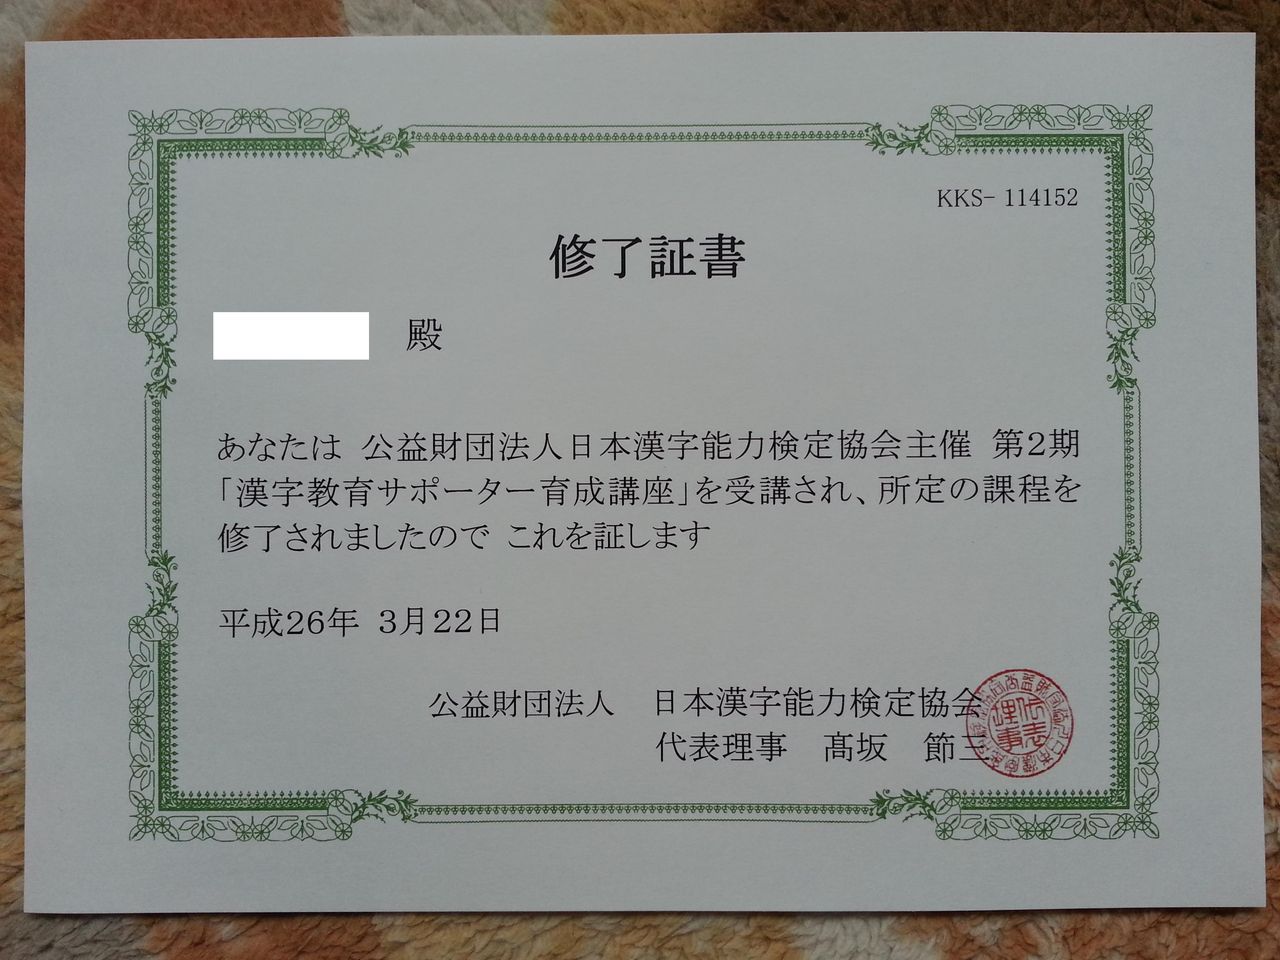 KKS- 114152
修了証書
殿
あなたは 公益財団法人日本漢字能力検定協会主催 第2期
「漢字教育サポーター育成講座」を受講され、所定の課程を
修了されましたので これを証します
平成26年 3月22日
公益財団法人 日本漢字能力検定協会
代表理事 髙坂 節三
代表理事